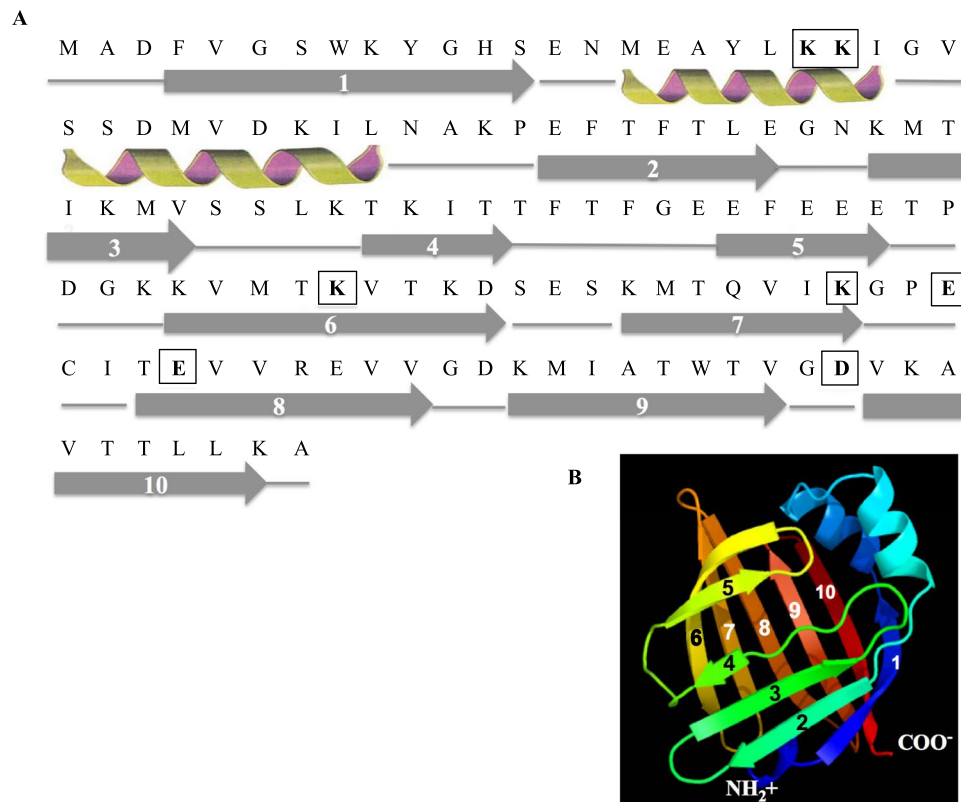 A
M A D F V G S W K Y G H S E N M E A Y L K K I G V
1
S S D M V D K I L N A K P E F T F T L E G N K M T
2
I K M V S S L K T K I T T F T F G E E F E E E T P
3 4 5
D G K K V M T K V T K D S E S K M T Q V I K G P E
6 7
C I T E V V R E V V G D K M I A T W T V G D V K A
8 9
V T T L L K A
10
B
5 10
6 7 8 9
4 1
3
2
COO⁻
NH₂+